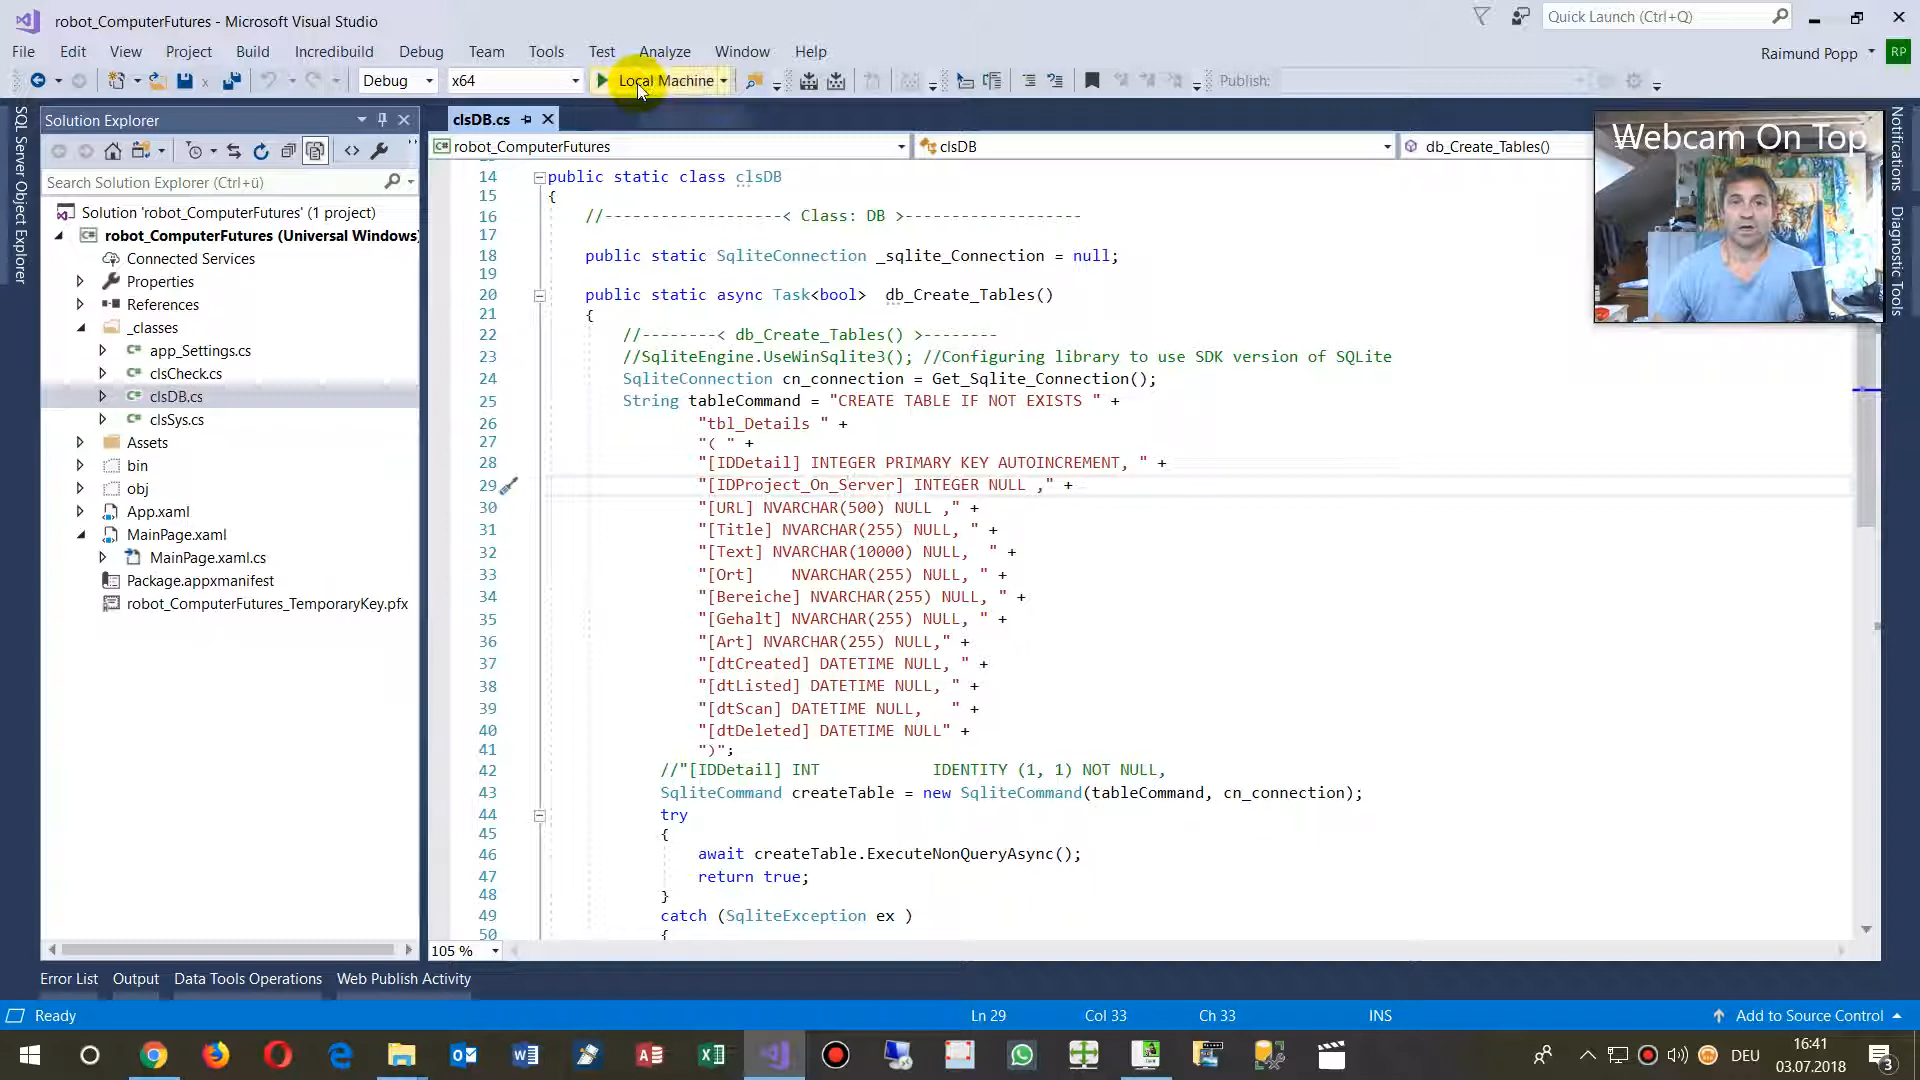 robot_ComputerFutures - Microsoft Visual Studio
Quick Launch (Ctrl+Q)
File Edit View Project Build Incredibuild Debug Team Tools Test Analyze Window Help
Raimund Popp RP
Debug x64 Local Machine Publish:
SQL Server Object Explorer
Solution Explorer
Search Solution Explorer (Ctrl+ü)
Solution 'robot_ComputerFutures' (1 project)
robot_ComputerFutures (Universal Windows)
Connected Services
Properties
References
_classes
app_Settings.cs
clsCheck.cs
clsDB.cs
clsSys.cs
Assets
bin
obj
App.xaml
MainPage.xaml
MainPage.xaml.cs
Package.appxmanifest
robot_ComputerFutures_TemporaryKey.pfx
clsDB.cs
robot_ComputerFutures clsDB db_Create_Tables()
Webcam On Top
Notifications
Diagnostic Tools
14 public static class clsDB
15 {
16 //-------------------< Class: DB >-------------------
17
18 public static SqliteConnection _sqlite_Connection = null;
19
20 public static async Task<bool> db_Create_Tables()
21 {
22 //--------< db_Create_Tables() >--------
23 //SqliteEngine.UseWinSqlite3(); //Configuring library to use SDK version of SQLite
24 SqliteConnection cn_connection = Get_Sqlite_Connection();
25 String tableCommand = "CREATE TABLE IF NOT EXISTS " +
26 "tbl_Details " +
27 "( " +
28 "[IDDetail] INTEGER PRIMARY KEY AUTOINCREMENT, " +
29 "[IDProject_On_Server] INTEGER NULL ," +
30 "[URL] NVARCHAR(500) NULL ," +
31 "[Title] NVARCHAR(255) NULL, " +
32 "[Text] NVARCHAR(10000) NULL,  " +
33 "[Ort]    NVARCHAR(255) NULL, " +
34 "[Bereiche] NVARCHAR(255) NULL, " +
35 "[Gehalt] NVARCHAR(255) NULL, " +
36 "[Art] NVARCHAR(255) NULL," +
37 "[dtCreated] DATETIME NULL, " +
38 "[dtListed] DATETIME NULL, " +
39 "[dtScan] DATETIME NULL,   " +
40 "[dtDeleted] DATETIME NULL" +
41 ")";
42 //"[IDDetail] INT            IDENTITY (1, 1) NOT NULL,
43 SqliteCommand createTable = new SqliteCommand(tableCommand, cn_connection);
44 try
45 {
46 await createTable.ExecuteNonQueryAsync();
47 return true;
48 }
49 catch (SqliteException ex )
50 {
105 %
Error List Output Data Tools Operations Web Publish Activity
Ready Ln 29 Col 33 Ch 33 INS Add to Source Control
DEU 16:41
03.07.2018
3